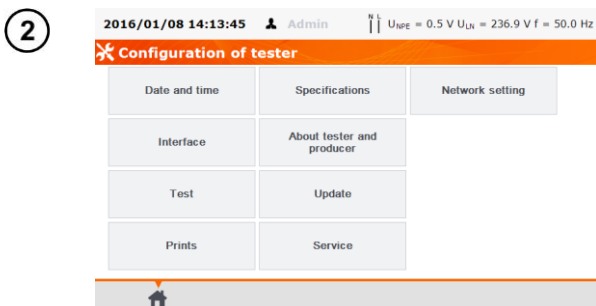 2
2016/01/08 14:13:45 Admin N L UNPE = 0.5 V ULN = 236.9 V f = 50.0 Hz
Configuration of tester
Date and time Specifications Network setting
Interface About tester and
producer
Test Update
Prints Service